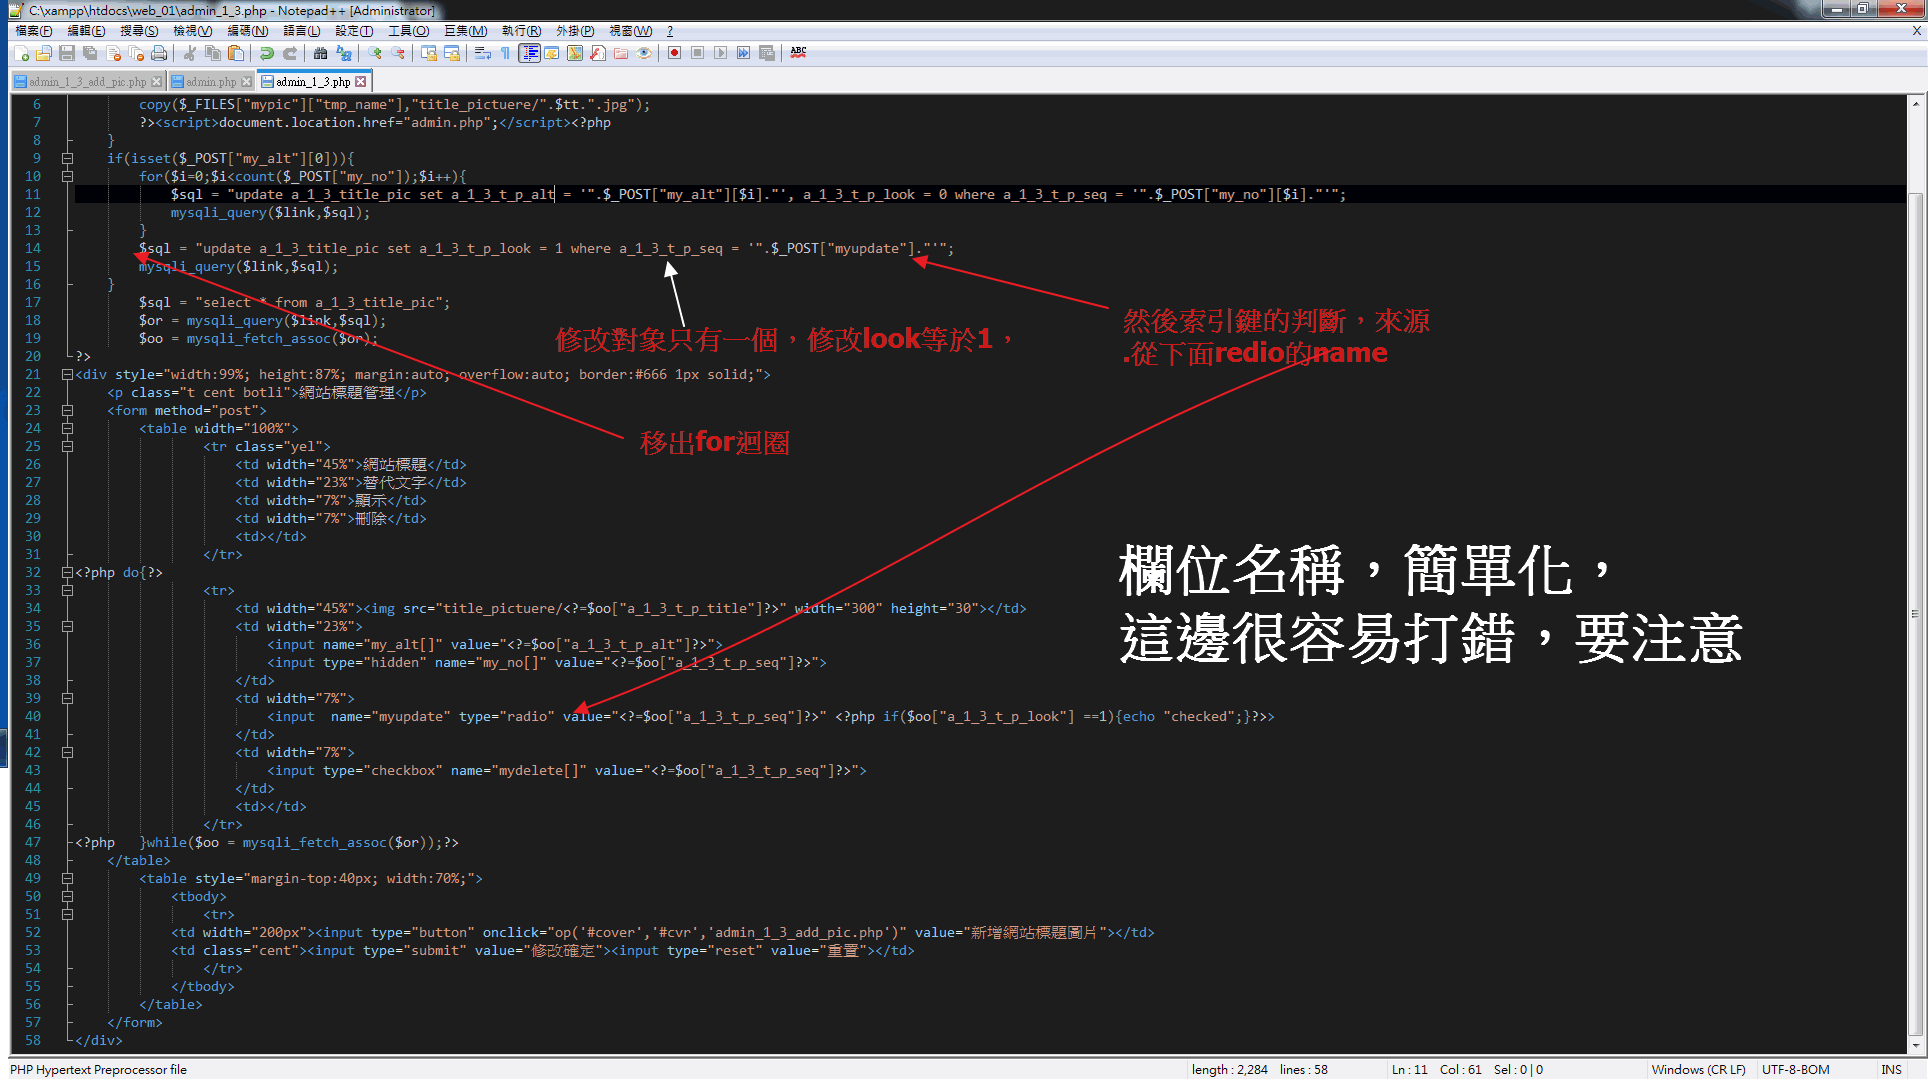 C:\xampp\htdocs\web_01\admin_1_3.php - Notepad++ [Administrator]
檔案(F) 編輯(E) 搜尋(S) 檢視(V) 編碼(N) 語言(L) 設定(T) 工具(O) 巨集(M) 執行(R) 外掛(P) 視窗(W) ? X
ABC
admin_1_3_add_pic.php admin.php admin_1_3.php
6 copy($_FILES["mypic"]["tmp_name"],"title_pictuere/".$tt.".jpg");
7 ?><script>document.location.href="admin.php";</script><?php
8 }
9 if(isset($_POST["my_alt"][0])){
10 for($i=0;$i<count($_POST["my_no"]);$i++){
11 $sql = "update a_1_3_title_pic set a_1_3_t_p_alt = '".$_POST["my_alt"][$i]."', a_1_3_t_p_look = 0 where a_1_3_t_p_seq = '".$_POST["my_no"][$i]."'";
12 mysqli_query($link,$sql);
13 }
14 $sql = "update a_1_3_title_pic set a_1_3_t_p_look = 1 where a_1_3_t_p_seq = '".$_POST["myupdate"]."'";
15 mysqli_query($link,$sql);
16 }
17 $sql = "select * from a_1_3_title_pic";
18 $or = mysqli_query($link,$sql);
19 $oo = mysqli_fetch_assoc($or);
修改對象只有一個，修改look等於1，
然後索引鍵的判斷，來源
.從下面redio的name
20 ?>
21 <div style="width:99%; height:87%; margin:auto; overflow:auto; border:#666 1px solid;">
22 <p class="t cent botli">網站標題管理</p>
23 <form method="post">
24 <table width="100%">
25 <tr class="yel">
移出for迴圈
26 <td width="45%">網站標題</td>
27 <td width="23%">替代文字</td>
28 <td width="7%">顯示</td>
29 <td width="7%">刪除</td>
30 <td></td>
31 </tr>
32 <?php do{?>
33 <tr>
欄位名稱，簡單化，
這邊很容易打錯，要注意
34 <td width="45%"><img src="title_pictuere/<?=$oo["a_1_3_t_p_title"]?>" width="300" height="30"></td>
35 <td width="23%">
36 <input name="my_alt[]" value="<?=$oo["a_1_3_t_p_alt"]?>">
37 <input type="hidden" name="my_no[]" value="<?=$oo["a_1_3_t_p_seq"]?>">
38 </td>
39 <td width="7%">
40 <input  name="myupdate" type="radio" value="<?=$oo["a_1_3_t_p_seq"]?>" <?php if($oo["a_1_3_t_p_look"] ==1){echo "checked";}?>>
41 </td>
42 <td width="7%">
43 <input type="checkbox" name="mydelete[]" value="<?=$oo["a_1_3_t_p_seq"]?>">
44 </td>
45 <td></td>
46 </tr>
47 <?php   }while($oo = mysqli_fetch_assoc($or));?>
48 </table>
49 <table style="margin-top:40px; width:70%;">
50 <tbody>
51 <tr>
52 <td width="200px"><input type="button" onclick="op('#cover','#cvr','admin_1_3_add_pic.php')" value="新增網站標題圖片"></td>
53 <td class="cent"><input type="submit" value="修改確定"><input type="reset" value="重置"></td>
54 </tr>
55 </tbody>
56 </table>
57 </form>
58 </div>
PHP Hypertext Preprocessor file length : 2,284 lines : 58 Ln : 11 Col : 61 Sel : 0 | 0 Windows (CR LF) UTF-8-BOM INS